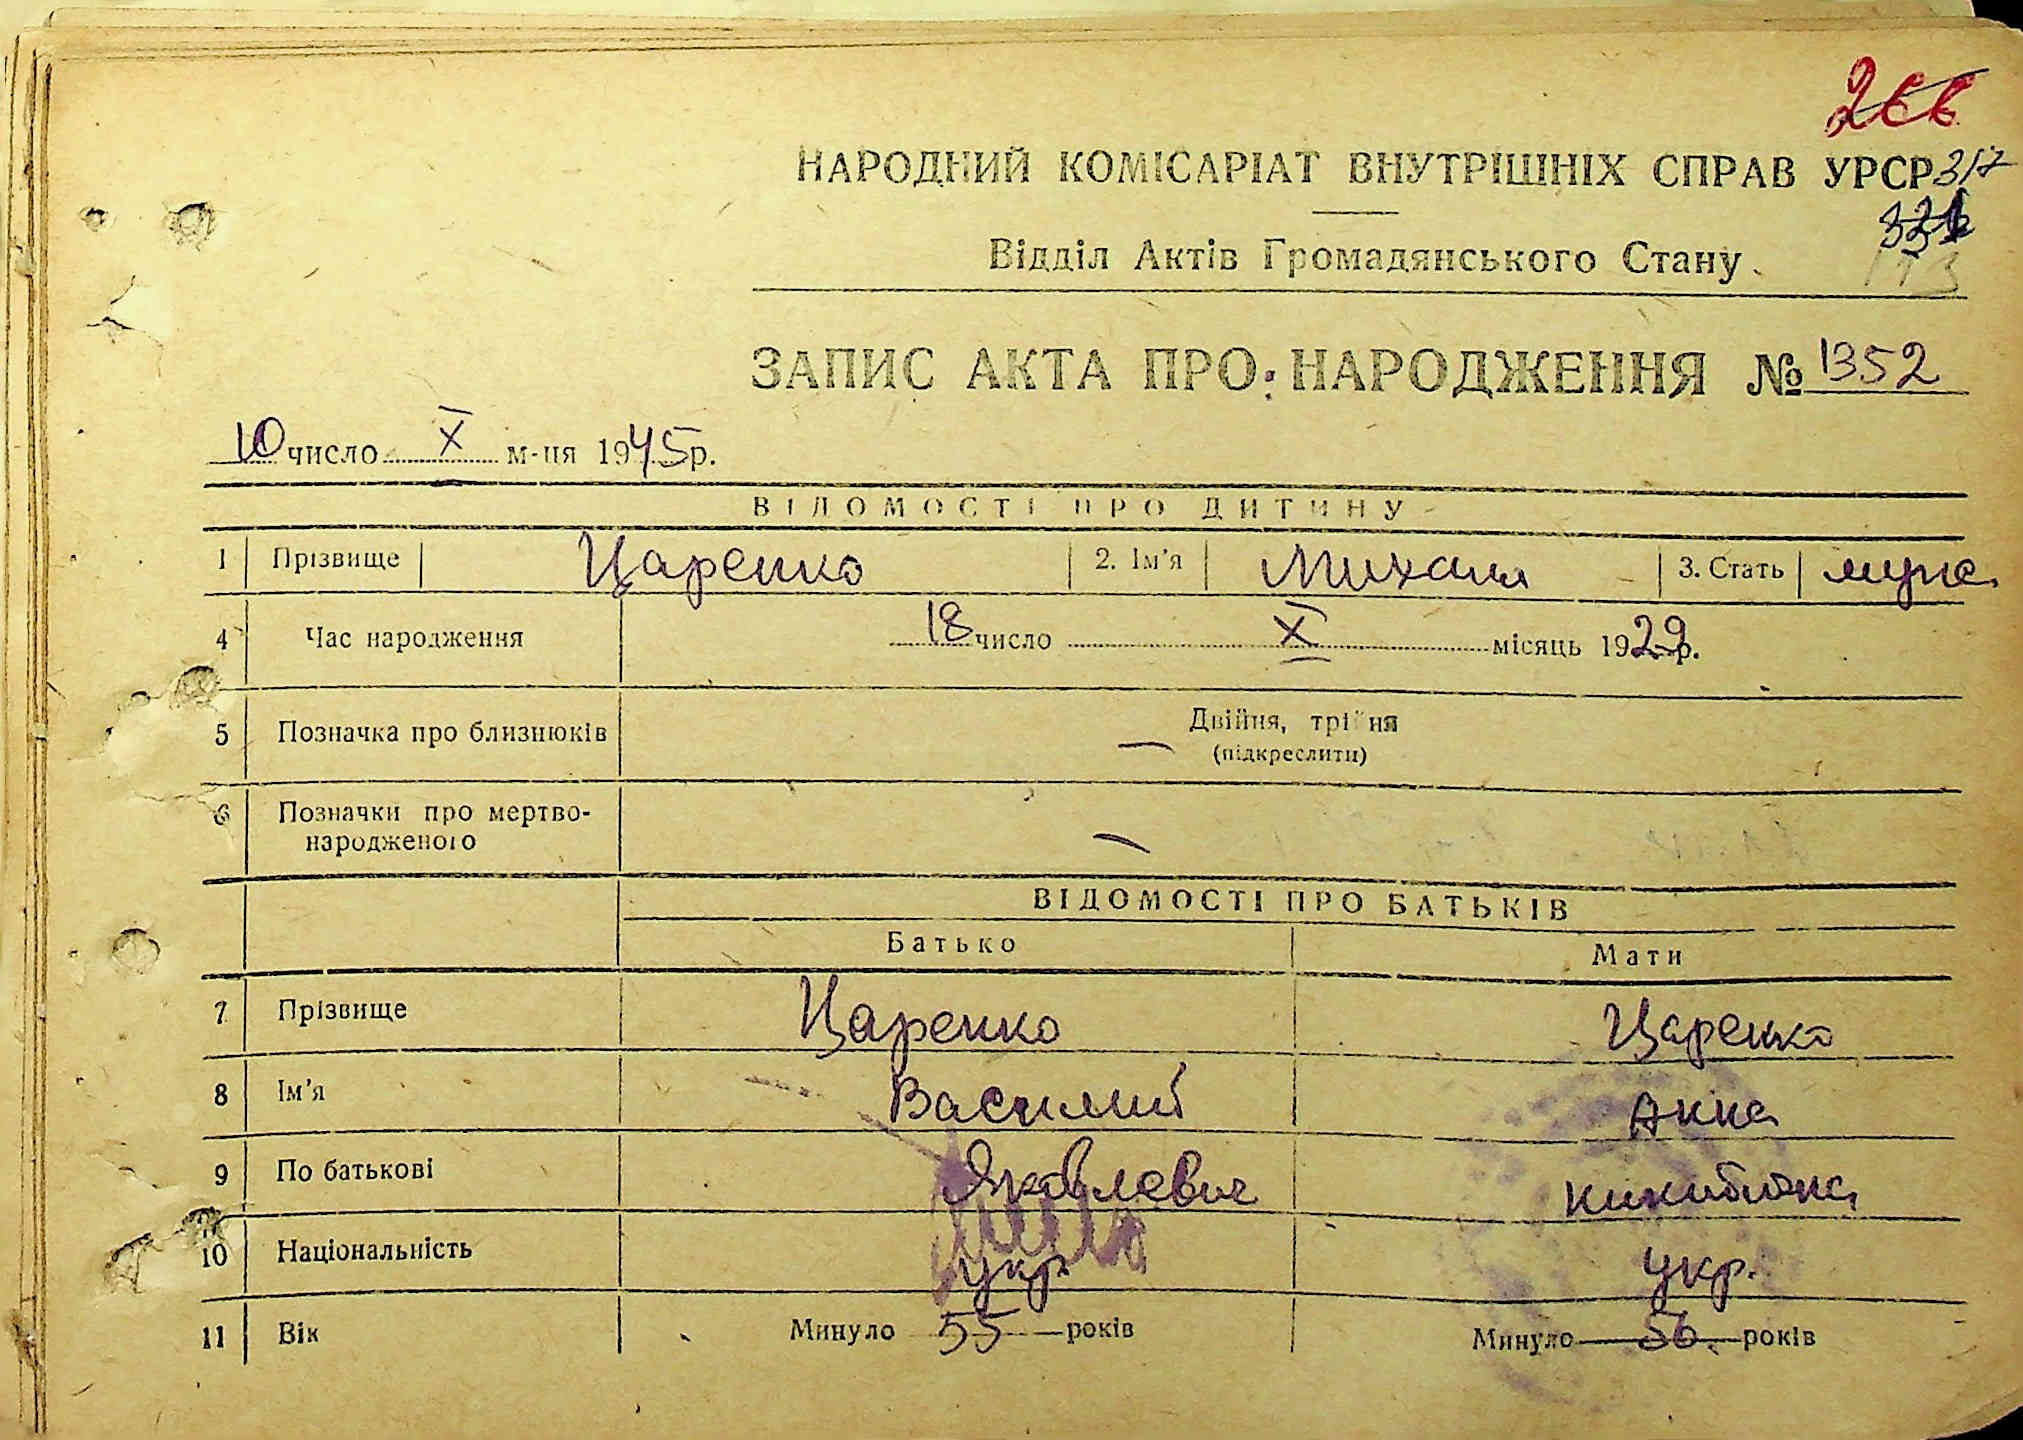 266
НАРОДНИЙ КОМІСАРІАТ ВНУТРІШНІХ СПРАВ УРСР 317
Відділ Актів Громадянського Стану
113
ЗАПИС АКТА ПРО НАРОДЖЕННЯ № 1352
10 число X м-ця 1945 р.
ВІДОМОСТІ ПРО ДИТИНУ
1 Прізвище Царенко 2. Ім'я Михаил 3. Стать муж.
4 Час народження 18 число X місяць 1929 р.
5 Позначка про близнюків Двійня, трійня
(підкреслити) —
6 Позначки про мертво-
народженого —
ВІДОМОСТІ ПРО БАТЬКІВ
Батько Мати
7 Прізвище Царенко Царенко
8 Ім'я Василий Анна
9 По батькові Яковлевич
10 Національність укр. укр.
11 Вік Минуло 55 років Минуло 56 років